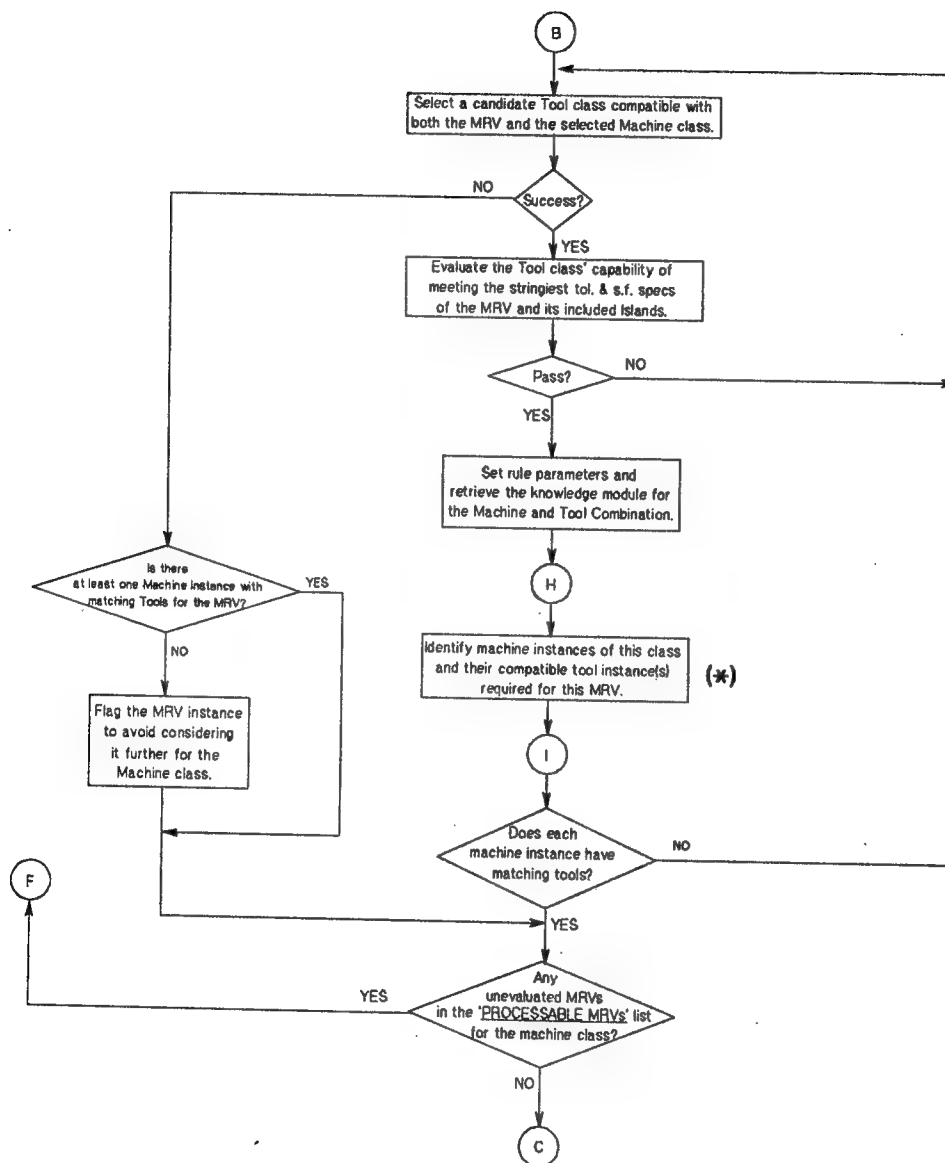 B
Select a candidate Tool class compatible with
both the MRV and the selected Machine class.
NO
Success?
YES
Evaluate the Tool class' capability of
meeting the stringiest tol. & s.f. specs
of the MRV and its included Islands.
Pass?
NO
YES
Set rule parameters and
retrieve the knowledge module for
the Machine and Tool Combination.
H
Is there
at least one Machine Instance with
matching Tools for the MRV?
YES
NO
Identify machine instances of this class
and their compatible tool instance(s)
required for this MRV.
(*)
Flag the MRV instance
to avoid considering
it further for the
Machine class.
I
Does each
machine instance have
matching tools?
NO
F
YES
Any
unevaluated MRVs
in the 'PROCESSABLE MRVs' list
for the machine class?
YES
NO
C